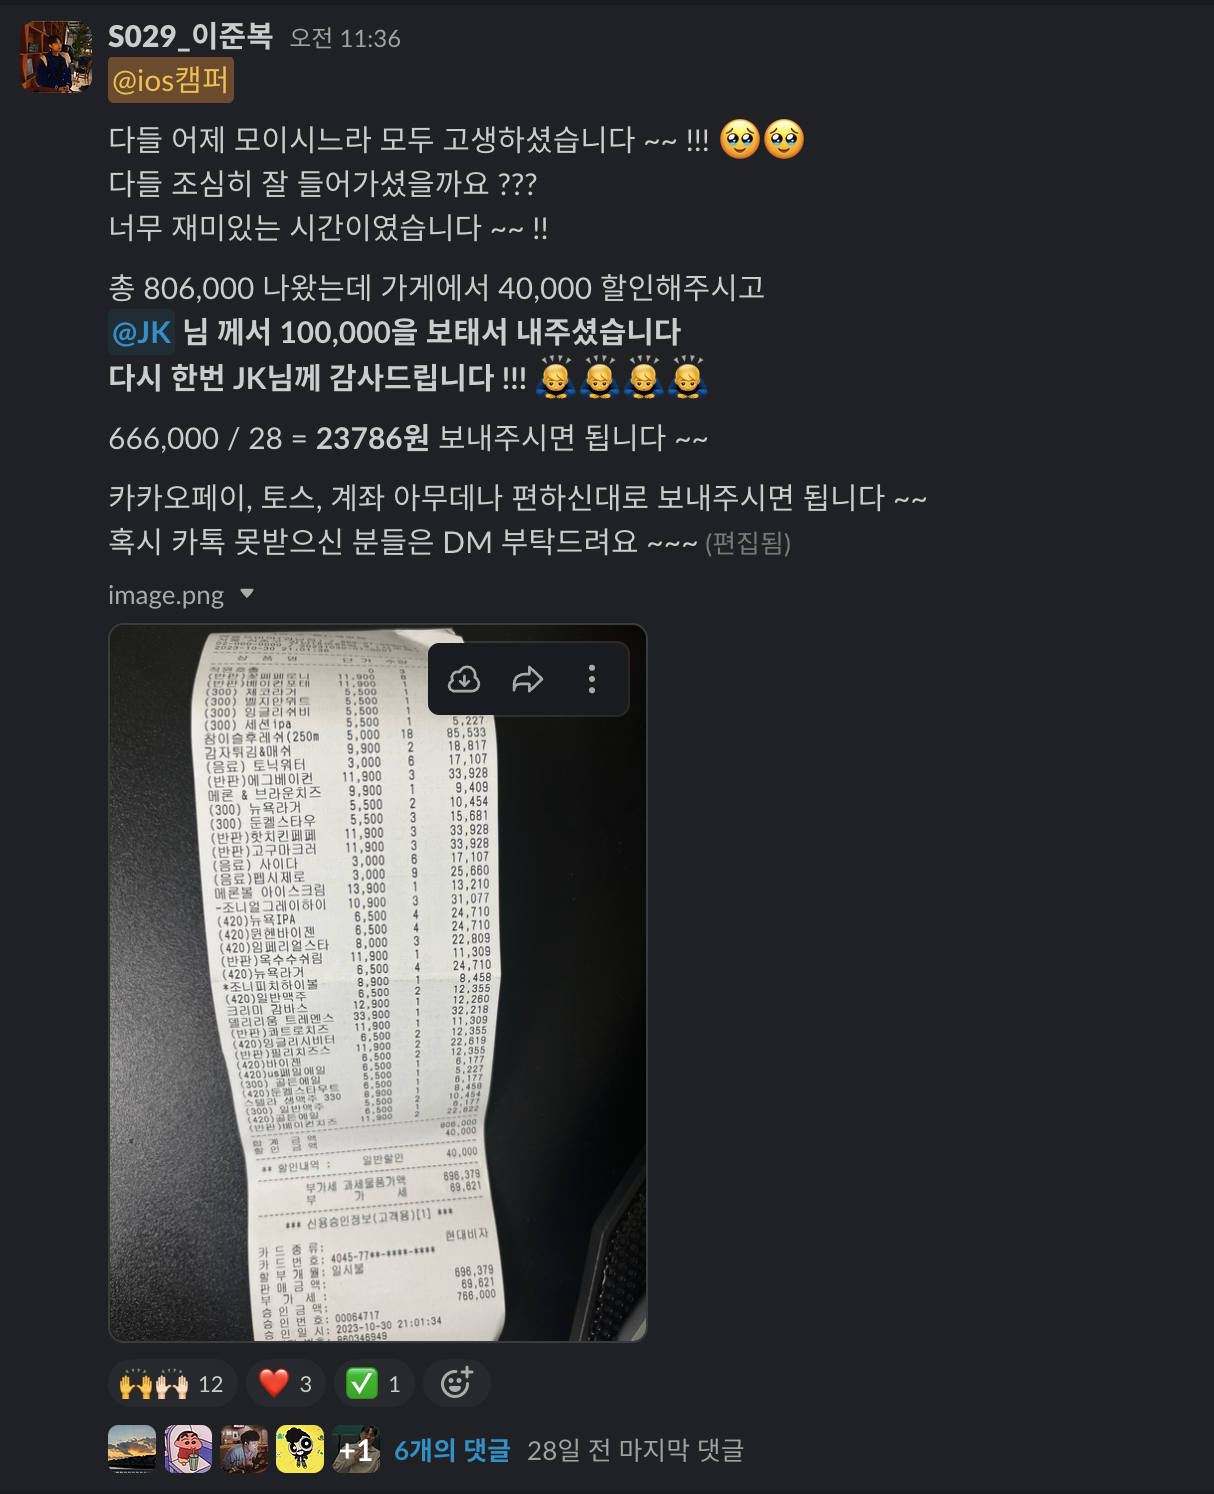 S029_이준복 오전 11:36
@ios캠퍼
다들 어제 모이시느라 모두 고생하셨습니다 ~~ !!!
다들 조심히 잘 들어가셨을까요 ???
너무 재미있는 시간이였습니다 ~~ !!
총 806,000 나왔는데 가게에서 40,000 할인해주시고
@JK 님 께서 100,000을 보태서 내주셨습니다
다시 한번 JK님께 감사드립니다 !!!
666,000 / 28 = 23786원 보내주시면 됩니다 ~~
카카오페이, 토스, 계좌 아무데나 편하신대로 보내주시면 됩니다 ~~
혹시 카톡 못받으신 분들은 DM 부탁드려요 ~~~ (편집됨)
image.png
2023-10-30 21:01:36
상 품 명 단 가 수량
직원호출 0 3
(반판)꽃페페로니 11,900 8
(반판)베이컨포테 11,900 1
(300) 체코라거 5,500 1
(300) 벨지안위트 5,500 1
(300) 잉글리쉬비 5,500 1
(300) 세션ipa 5,500 1 5,227
참이슬후레쉬(250m 5,000 18 85,533
감자튀김&매쉬 9,900 2 18,817
(음료) 토닉워터 3,000 6 17,107
(반판)에그베이컨 11,900 3 33,928
메론 & 브라운치즈 9,900 1 9,409
(300) 뉴욕라거 5,500 2 10,454
(300) 둔켈스타우 5,500 3 15,681
(반판)핫치킨페페 11,900 3 33,928
(반판)고구마크러 11,900 3 33,928
(음료) 사이다 3,000 6 17,107
(음료)펩시제로 3,000 9 25,660
메론볼 아이스크림 13,900 1 13,210
-조니얼그레이하이 10,900 3 31,077
(420)뉴욕IPA 6,500 4 24,710
(420)뮌헨바이젠 6,500 4 24,710
(420)임페리얼스타 8,000 3 22,809
(반판)옥수수쉬림 11,900 1 11,309
(420)뉴욕라거 6,500 4 24,710
*조니피치하이볼 8,900 1 8,458
(420)일반맥주 6,500 2 12,355
크리미 감바스 12,900 1 12,260
델리리움 트레멘스 33,900 1 32,218
(반판)콰트로치즈 11,900 1 11,309
(420)잉글리시비터 6,500 2 12,355
(반판)필리치즈스 11,900 2 22,619
(420)바이젠 6,500 2 12,355
(420)us페일에일 6,500 1 6,177
(300) 골든에일 5,500 1 5,227
(420)둔켈스타우트 6,500 1 6,177
스텔라 생맥주 330 8,900 1 8,458
(300) 일반맥주 5,500 2 10,454
(420)골든에일 6,500 1 6,177
(반판)베이컨치즈 11,900 2 22,622
합 계 금 액 806,000
할 인 금 액 40,000
** 할인내역 : 일반할인 40,000
부가세 과세물품가액 696,379
부 가 세 69,621
*** 신용승인정보(고객용)[1] ***
카 드 종 류: 현대비자
카 드 번 호: 4045-77**-****-****
할 부 개 월: 일시불
판 매 금 액: 696,379
부 가 세 : 69,621
승 인 금 액: 766,000
승 인 번 호: 00064717
승 인 일 시: 2023-10-30 21:01:34
860346949
12 3 1
+1 6개의 댓글 28일 전 마지막 댓글